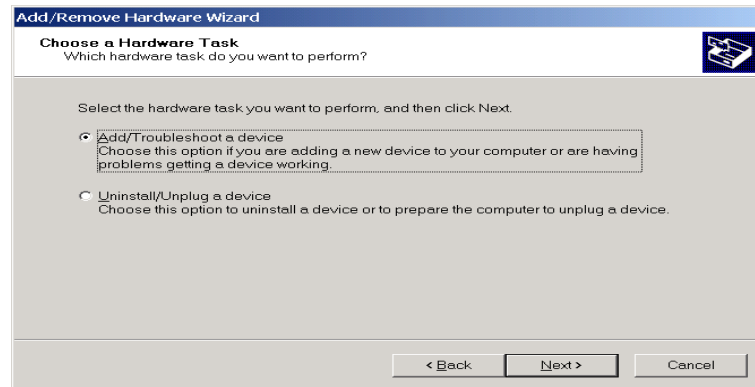 Add/Remove Hardware Wizard
Choose a Hardware Task
Which hardware task do you want to perform?
Select the hardware task you want to perform, and then click Next.
Add/Troubleshoot a device
Choose this option if you are adding a new device to your computer or are having
problems getting a device working.
Uninstall/Unplug a device
Choose this option to uninstall a device or to prepare the computer to unplug a device.
< Back Next > Cancel